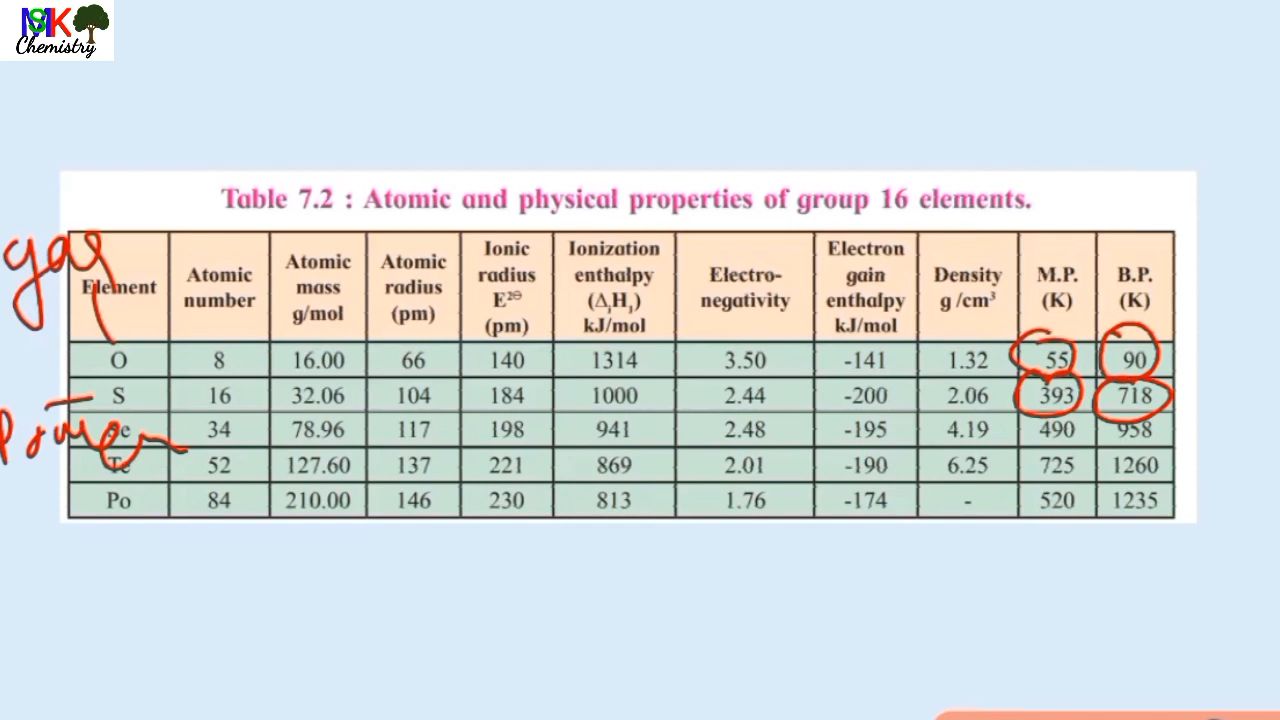 MSK
Chemistry
Table 7.2 : Atomic and physical properties of group 16 elements.
gas
Element Atomic number Atomic mass g/mol Atomic radius (pm) Ionic radius E²⊖ (pm) Ionization enthalpy (ΔᵢH₁) kJ/mol Electro-negativity Electron gain enthalpy kJ/mol Density g /cm³ M.P. (K) B.P. (K)
O 8 16.00 66 140 1314 3.50 -141 1.32 55 90
S 16 32.06 104 184 1000 2.44 -200 2.06 393 718
34 78.96 117 198 941 2.48 -195 4.19 490 958
Te 52 127.60 137 221 869 2.01 -190 6.25 725 1260
Po 84 210.00 146 230 813 1.76 -174 - 520 1235